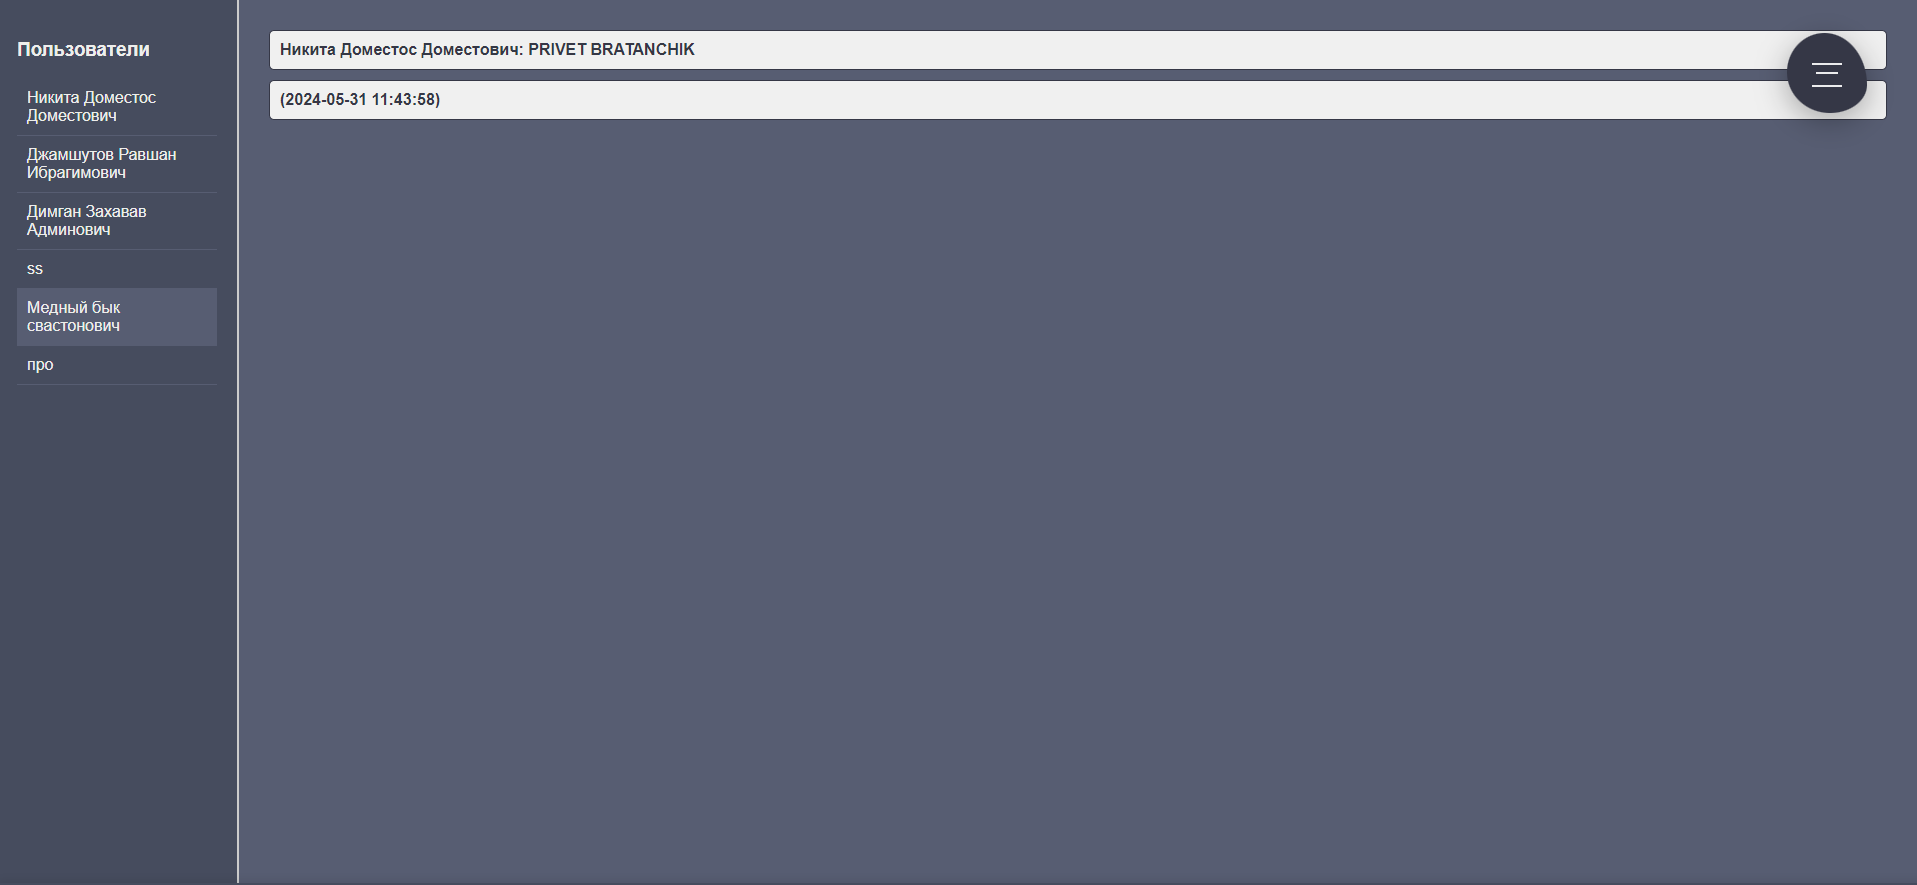 Пользователи
Никита Доместос
Доместович
Джамшутов Равшан
Ибрагимович
Димган Захавав
Админович
ss
Медный бык
свастонович
про
Никита Доместос Доместович: PRIVET BRATANCHIK
(2024-05-31 11:43:58)